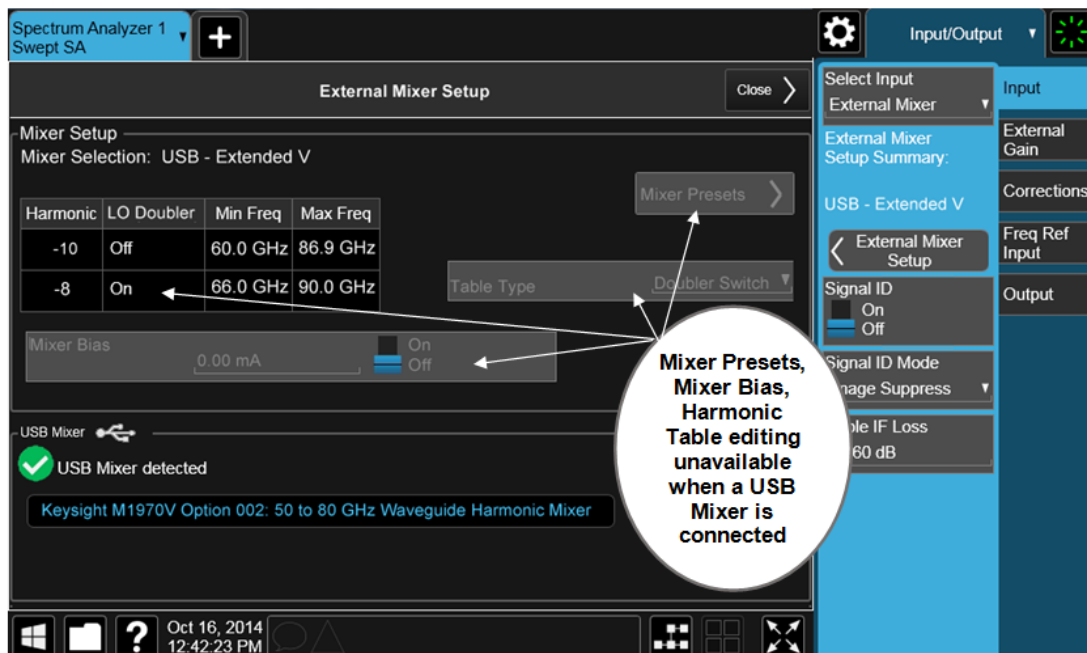 Spectrum Analyzer 1
Swept SA
Input/Output
External Mixer Setup
Close
Mixer Setup
Mixer Selection: USB - Extended V
Mixer Presets
Harmonic LO Doubler Min Freq Max Freq
-10 Off 60.0 GHz 86.9 GHz
-8 On 66.0 GHz 90.0 GHz
Table Type Doubler Switch
Mixer Bias
0.00 mA
On
Off
USB Mixer
USB Mixer detected
Keysight M1970V Option 002: 50 to 80 GHz Waveguide Harmonic Mixer
Mixer Presets,
Mixer Bias,
Harmonic
Table editing
unavailable
when a USB
Mixer is
connected
Select Input
External Mixer
External Mixer
Setup Summary:
USB - Extended V
External Mixer
Setup
Signal ID
On
Off
Signal ID Mode
Suppress
IF Loss
60 dB
Input
External
Gain
Corrections
Freq Ref
Input
Output
?
Oct 16, 2014
12:42:23 PM